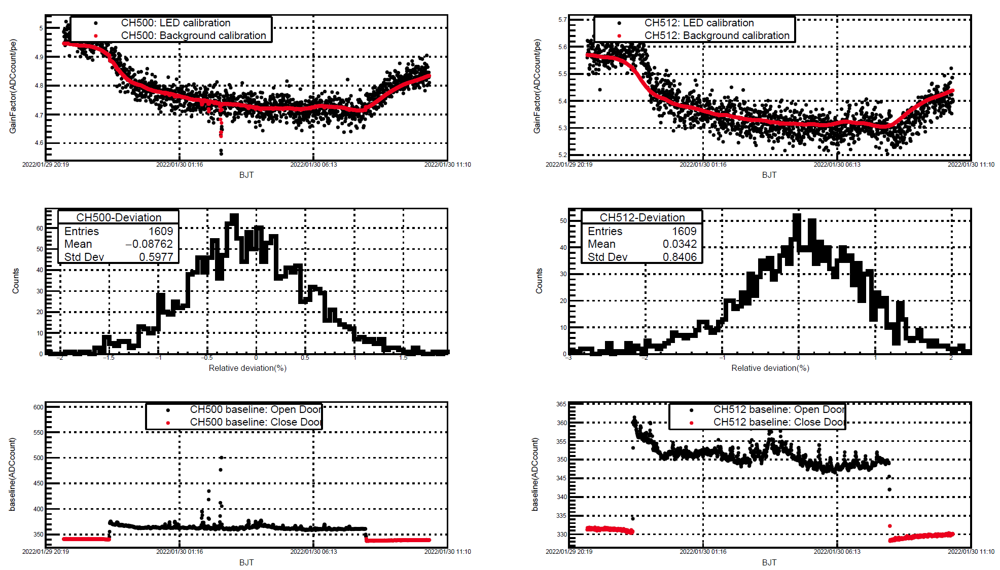 CH500: LED calibration
CH500: Background calibration
GainFactor(ADCcount/pe)
5
4.9
4.8
4.7
4.6
2022/01/29 20:19
2022/01/30 01:16
2022/01/30 06:13
2022/01/30 11:10
BJT
CH512: LED calibration
CH512: Background calibration
GainFactor(ADCcount/pe)
5.7
5.6
5.5
5.4
5.3
5.2
2022/01/29 20:19
2022/01/30 01:16
2022/01/30 06:13
2022/01/30 11:10
BJT
CH500-Deviation
Entries 1609
Mean −0.08762
Std Dev 0.5977
Counts
60
50
40
30
20
10
0
−2 −1.5 −1 −0.5 0 0.5 1 1.5
Relative deviation(%)
CH512-Deviation
Entries 1609
Mean 0.0342
Std Dev 0.8406
Counts
50
40
30
20
10
0
−3 −2 −1 0 1 2
Relative deviation(%)
CH500 baseline: Open Door
CH500 baseline: Close Door
baseline(ADCcount)
600
550
500
450
400
350
2022/01/29 20:19
2022/01/30 01:16
2022/01/30 06:13
2022/01/30 11:10
BJT
CH512 baseline: Open Door
CH512 baseline: Close Door
baseline(ADCcount)
365
360
355
350
345
340
335
330
2022/01/29 20:19
2022/01/30 01:16
2022/01/30 06:13
2022/01/30 11:10
BJT